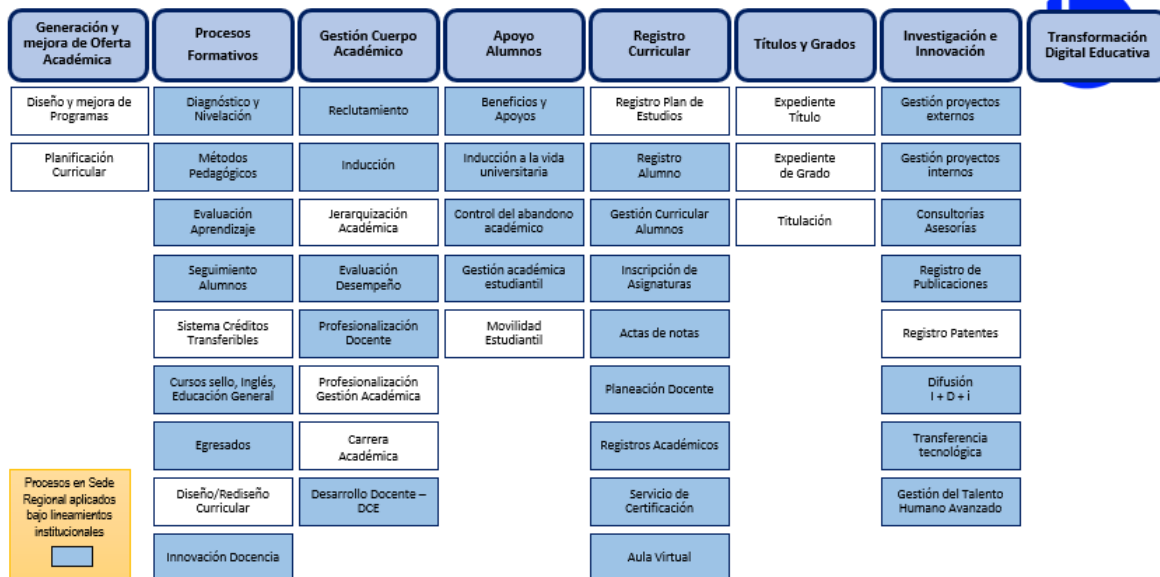 Generación y
mejora de Oferta
Académica
Procesos
Formativos
Gestión Cuerpo
Académico
Apoyo
Alumnos
Registro
Curricular
Títulos y Grados
Investigación e
Innovación
Transformación
Digital Educativa
Diseño y mejora de
Programas
Diagnóstico y
Nivelación
Reclutamiento
Beneficios y
Apoyos
Registro Plan de
Estudios
Expediente
Título
Gestión proyectos
externos
Planificación
Curricular
Métodos
Pedagógicos
Inducción
Inducción a la vida
universitaria
Registro
Alumno
Expediente
de Grado
Gestión proyectos
internos
Evaluación
Aprendizaje
Jerarquización
Académica
Control del abandono
académico
Gestión Curricular
Alumnos
Titulación
Consultorías
Asesorías
Seguimiento
Alumnos
Evaluación
Desempeño
Gestión académica
estudiantil
Inscripción de
Asignaturas
Registro de
Publicaciones
Sistema Créditos
Transferibles
Profesionalización
Docente
Movilidad
Estudiantil
Actas de notas
Registro Patentes
Cursos sello, Inglés,
Educación General
Profesionalización
Gestión Académica
Planeación Docente
Difusión
I + D + i
Egresados
Carrera
Académica
Registros Académicos
Transferencia
tecnológica
Procesos en Sede
Regional aplicados
bajo lineamientos
institucionales
Diseño/Rediseño
Curricular
Desarrollo Docente –
DCE
Servicio de
Certificación
Gestión del Talento
Humano Avanzado
Innovación Docencia
Aula Virtual